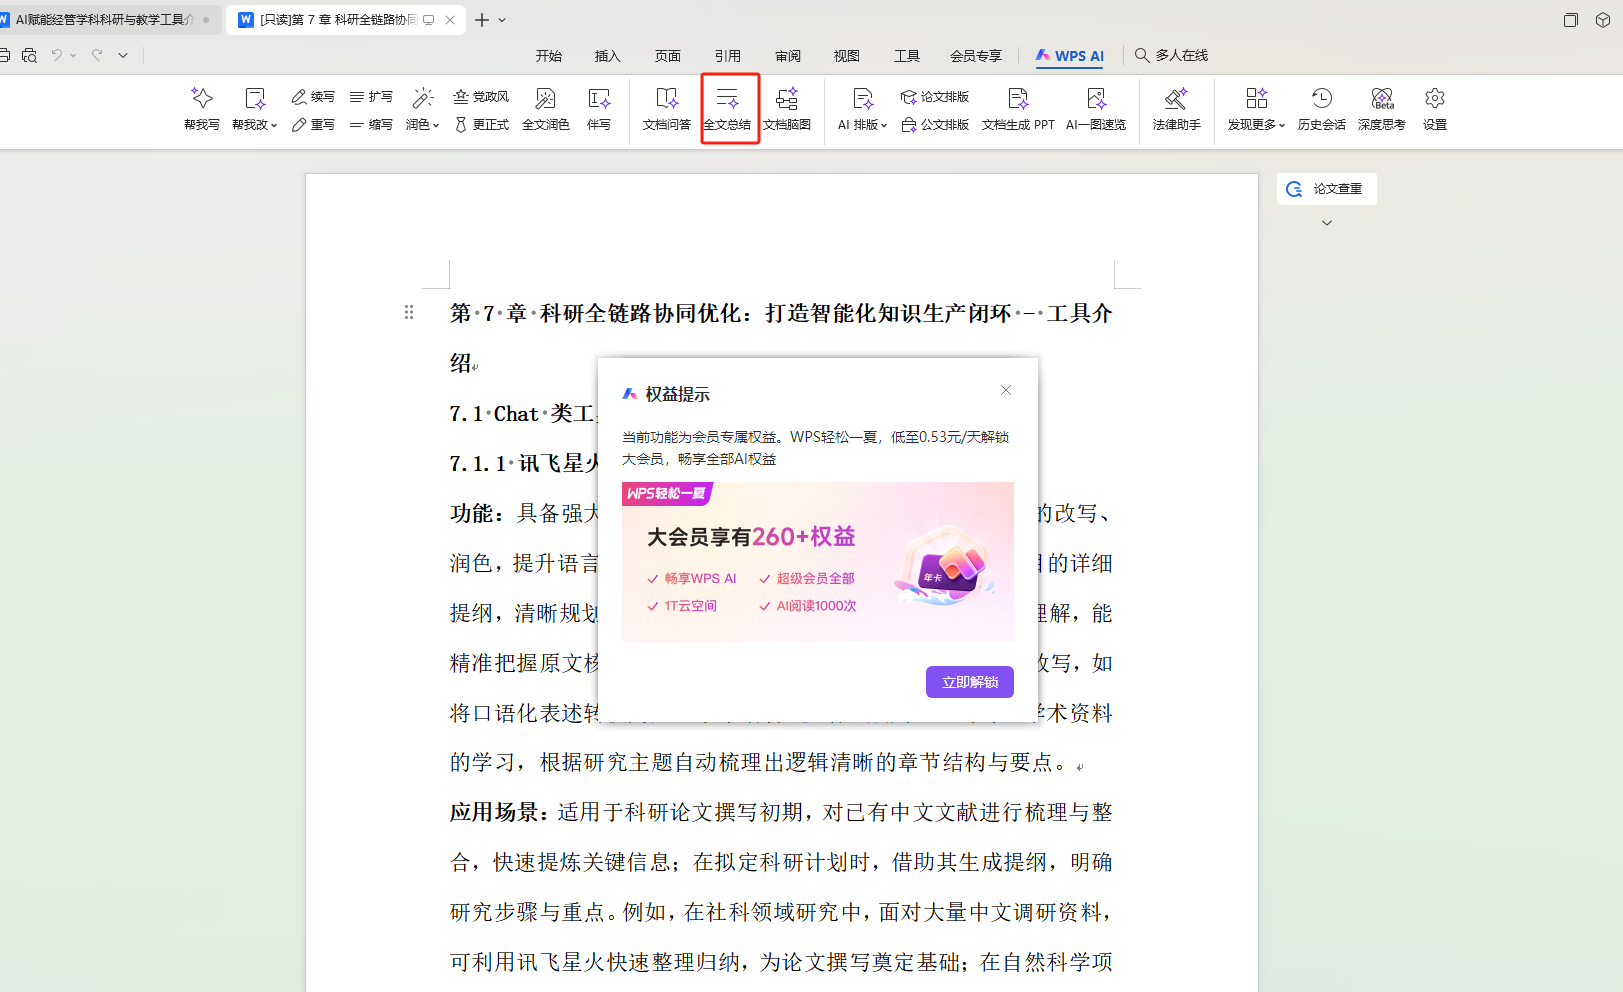 AI赋能经管学科科研与教学工具介
[只读]第 7 章 科研全链路协同
开始 插入 页面 引用 审阅 视图 工具 会员专享 WPS AI 多人在线
帮我写 帮我改 续写 扩写 润色 党政风 全文润色 伴写 文档问答 全文总结 文档脑图 AI 排版 论文排版 文档生成 PPT AI一图速览 法律助手 发现更多 历史会话 深度思考 设置
重写 缩写 更正式 公文排版
Beta
论文查重
第 7 章 科研全链路协同优化：打造智能化知识生产闭环 - 工具介
绍
7.1 Chat 类工
7.1.1 讯飞星火
功能：具备强大
的改写、
润色，提升语言
目的详细
提纲，清晰规划
理解，能
精准把握原文核
改写，如
将口语化表述转
学术资料
的学习，根据研究主题自动梳理出逻辑清晰的章节结构与要点。
应用场景：适用于科研论文撰写初期，对已有中文文献进行梳理与整
合，快速提炼关键信息；在拟定科研计划时，借助其生成提纲，明确
研究步骤与重点。例如，在社科领域研究中，面对大量中文调研资料，
可利用讯飞星火快速整理归纳，为论文撰写奠定基础；在自然科学项
权益提示
当前功能为会员专属权益。WPS轻松一夏，低至0.53元/天解锁
大会员，畅享全部AI权益
WPS轻松一夏
大会员享有260+权益
畅享WPS AI 超级会员全部
1T云空间 AI阅读1000次
年卡
立即解锁